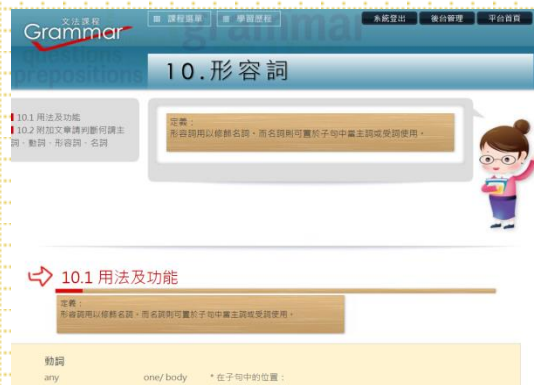 文法課程
Grammar
課程選單
學習歷程
系統登出
後台管理
平台首頁
grammar
questions
prepositions
10.形容詞
10.1 用法及功能
10.2 附加文章請判斷何謂主
詞、動詞、形容詞、名詞
定義：
形容詞用以修飾名詞，而名詞則可置於子句中當主詞或受詞使用。
10.1 用法及功能
定義：
形容詞用以修飾名詞，而名詞則可置於子句中當主詞或受詞使用。
動詞
any one/ body *在子句中的位置：